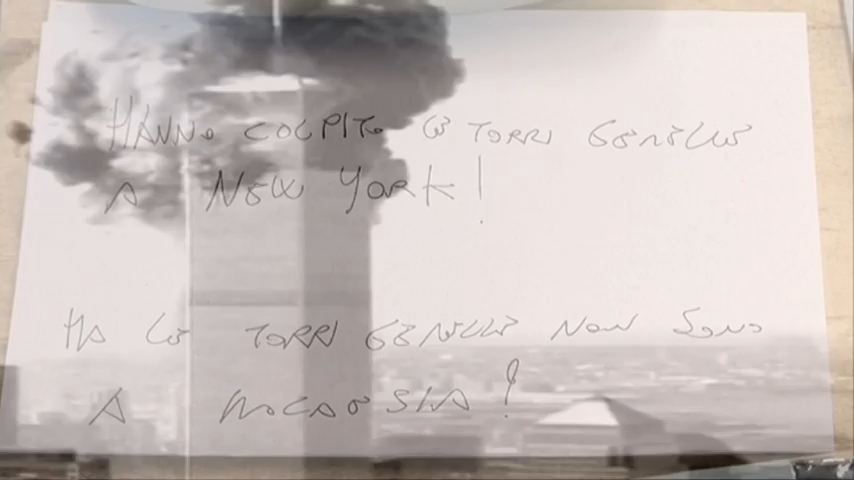 HANNO COLPITO LE TORRI GEMELLE
A NEW YORK!
MA LE TORRI GEMELLE NON SONO
A